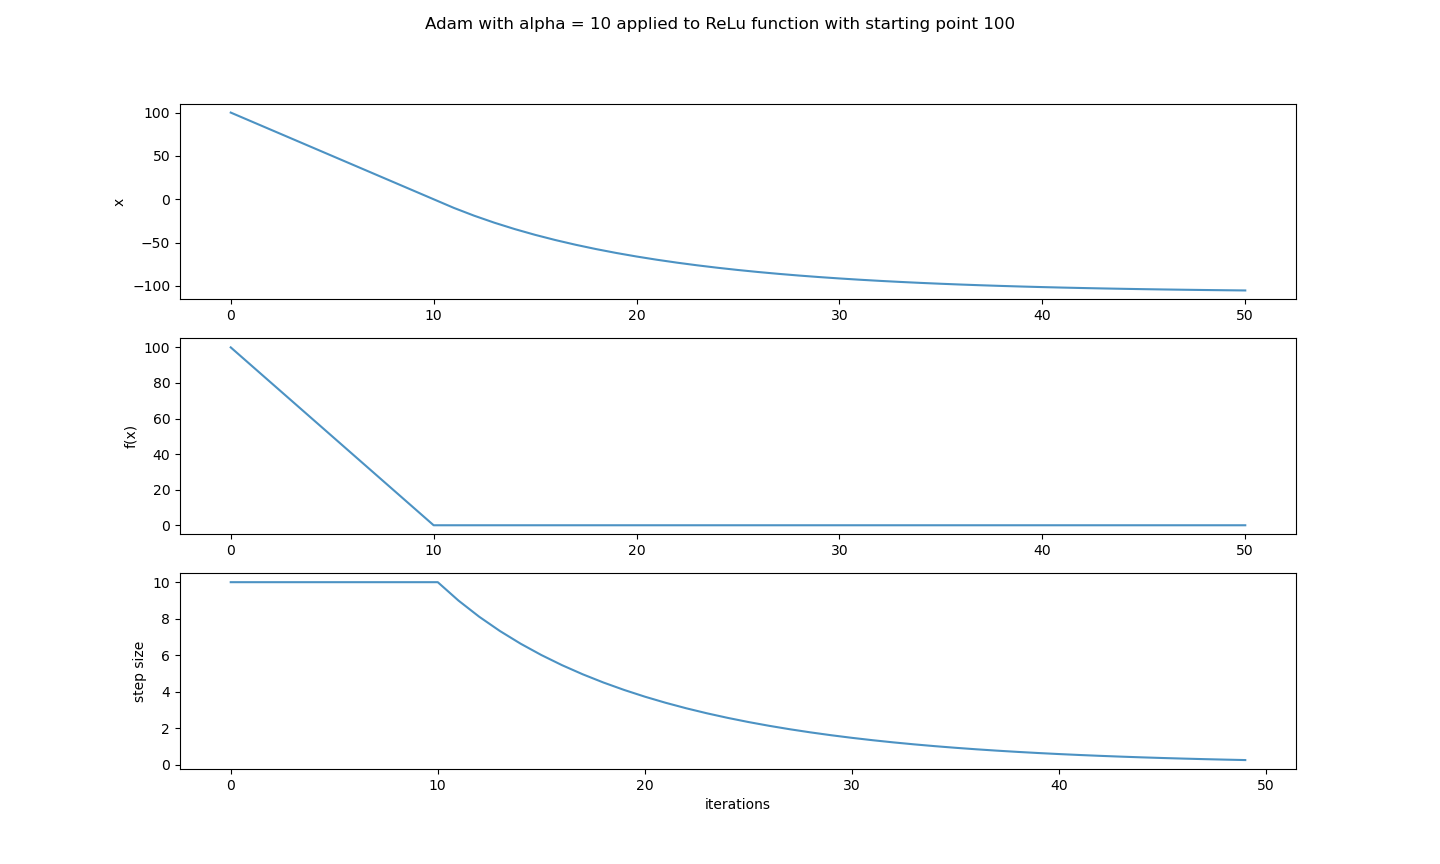 Adam with alpha = 10 applied to ReLu function with starting point 100
100
50
0
−50
−100
x
0 10 20 30 40 50
100
80
60
40
20
0
f(x)
0 10 20 30 40 50
10
8
6
4
2
0
step size
0 10 20 30 40 50
iterations